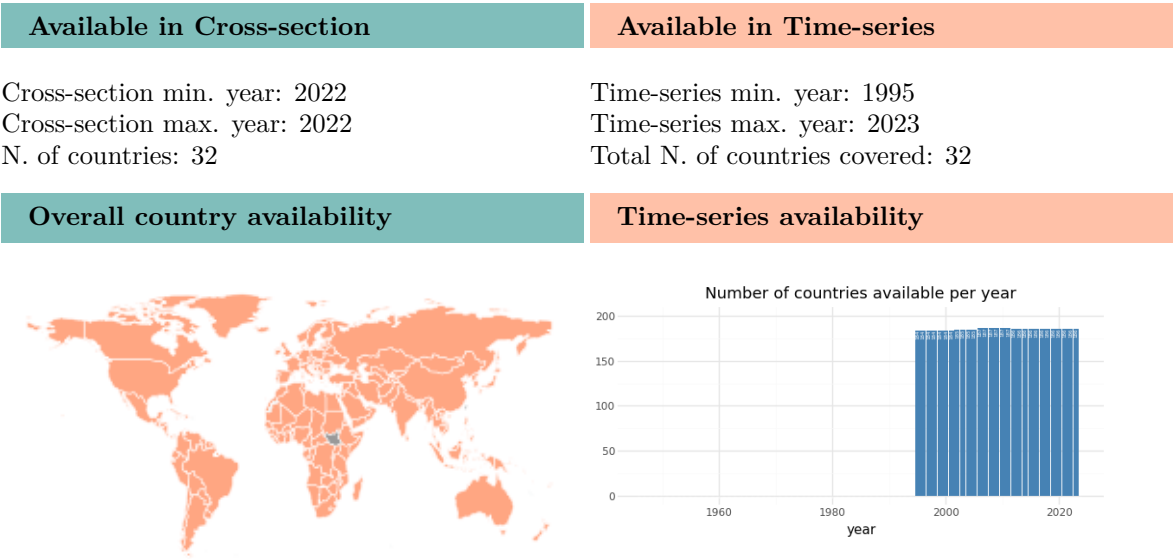 Available in Cross-section
Available in Time-series
Cross-section min. year: 2022
Cross-section max. year: 2022
N. of countries: 32
Time-series min. year: 1995
Time-series max. year: 2023
Total N. of countries covered: 32
Overall country availability
Time-series availability
Number of countries available per year
200
150
100
50
0
1960
1980
2000
2020
year